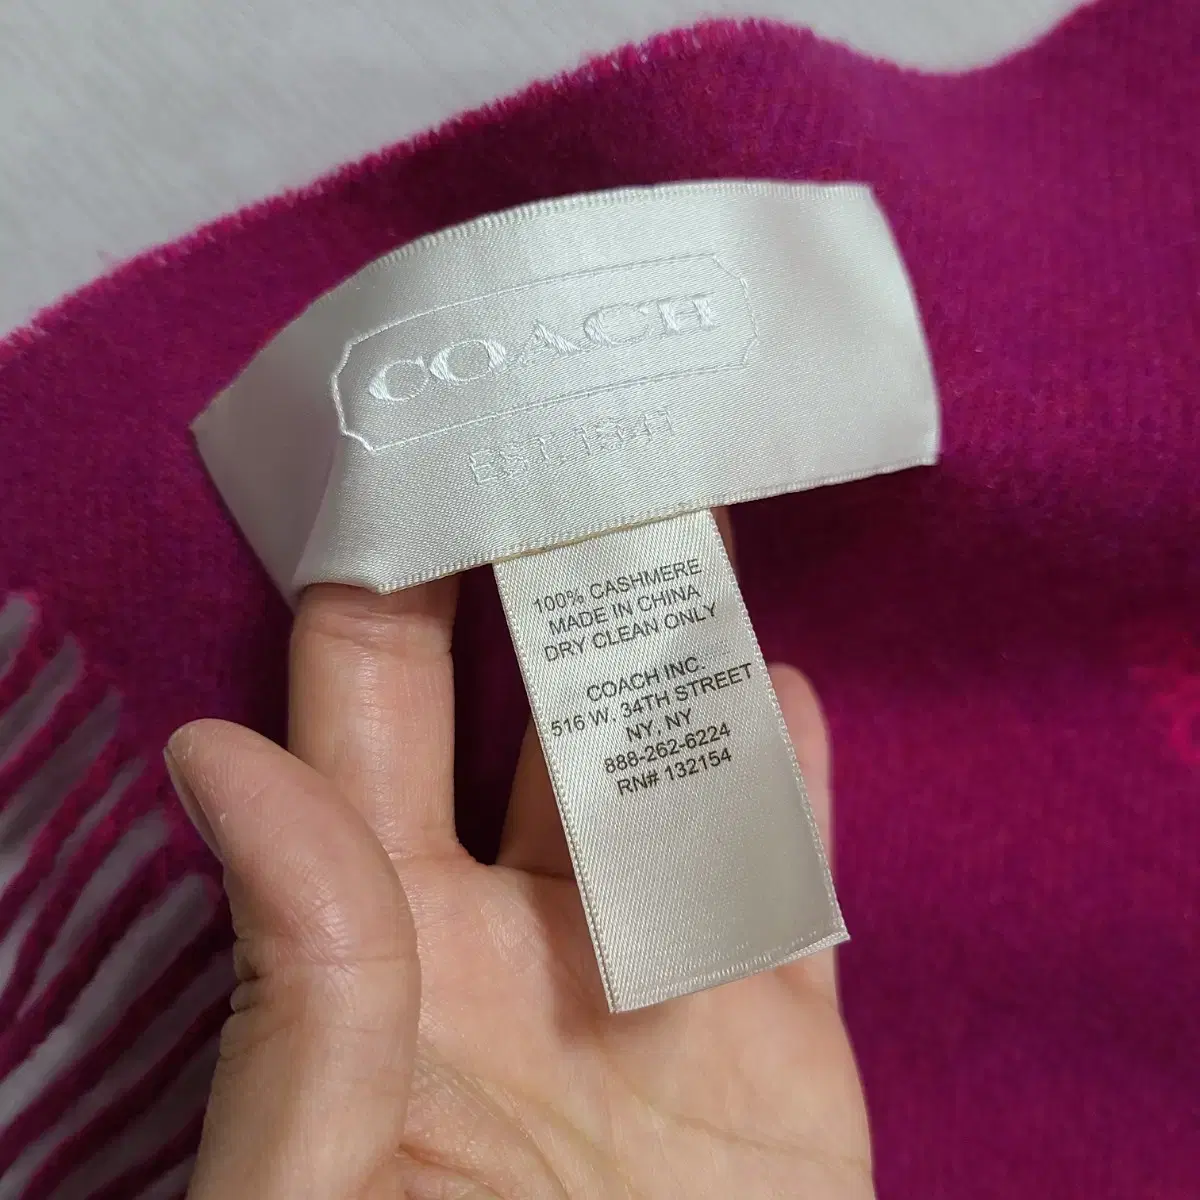 COACH
EST. 1941
100% CASHMERE
MADE IN CHINA
DRY CLEAN ONLY
COACH INC.
516 W. 34TH STREET
NY, NY
888-262-6224
RN# 132154